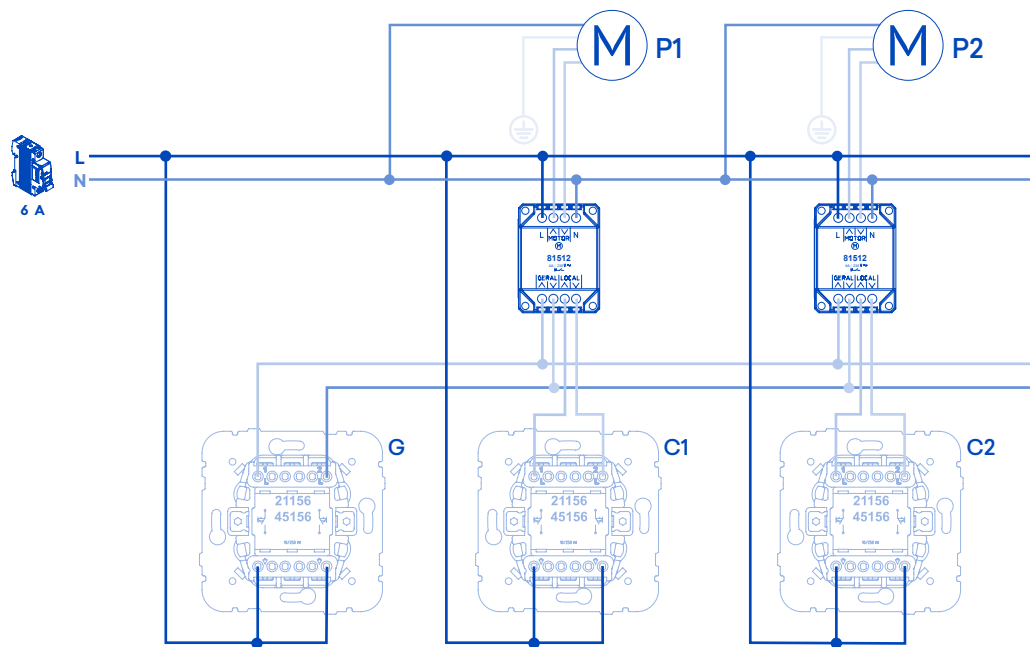 M P1
M P2
L
N
6 A
L MOTOR N
M
81512
GERAL LOCAL
L MOTOR N
M
81512
GERAL LOCAL
G
C1
C2
21156
45156
21156
45156
21156
45156